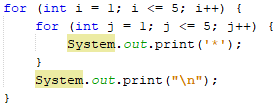 for (int i = 1; i <= 5; i++) {
    for (int j = 1; j <= 5; j++) {
        System.out.print('*');
    }
    System.out.print("\n");
}